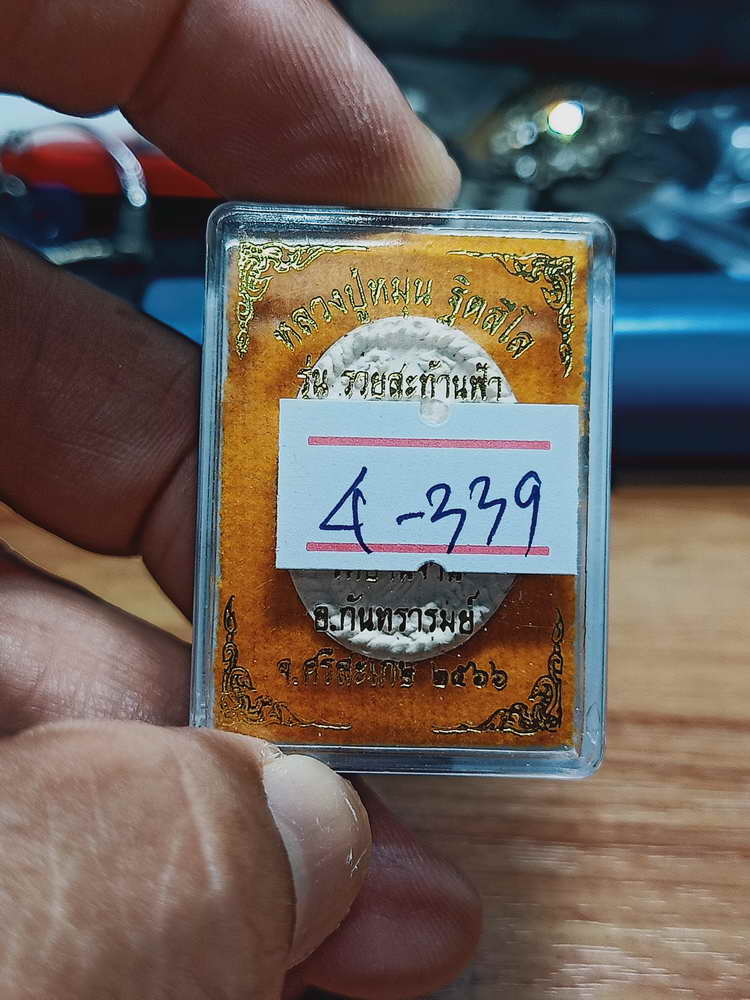 หลวงปู่หมุน ฐิตสีโล
รุ่น รวยสะท้านฟ้า
4-339
อ.กันทรารมย์
จ.ศรีสะเกษ ๒๕๖๖